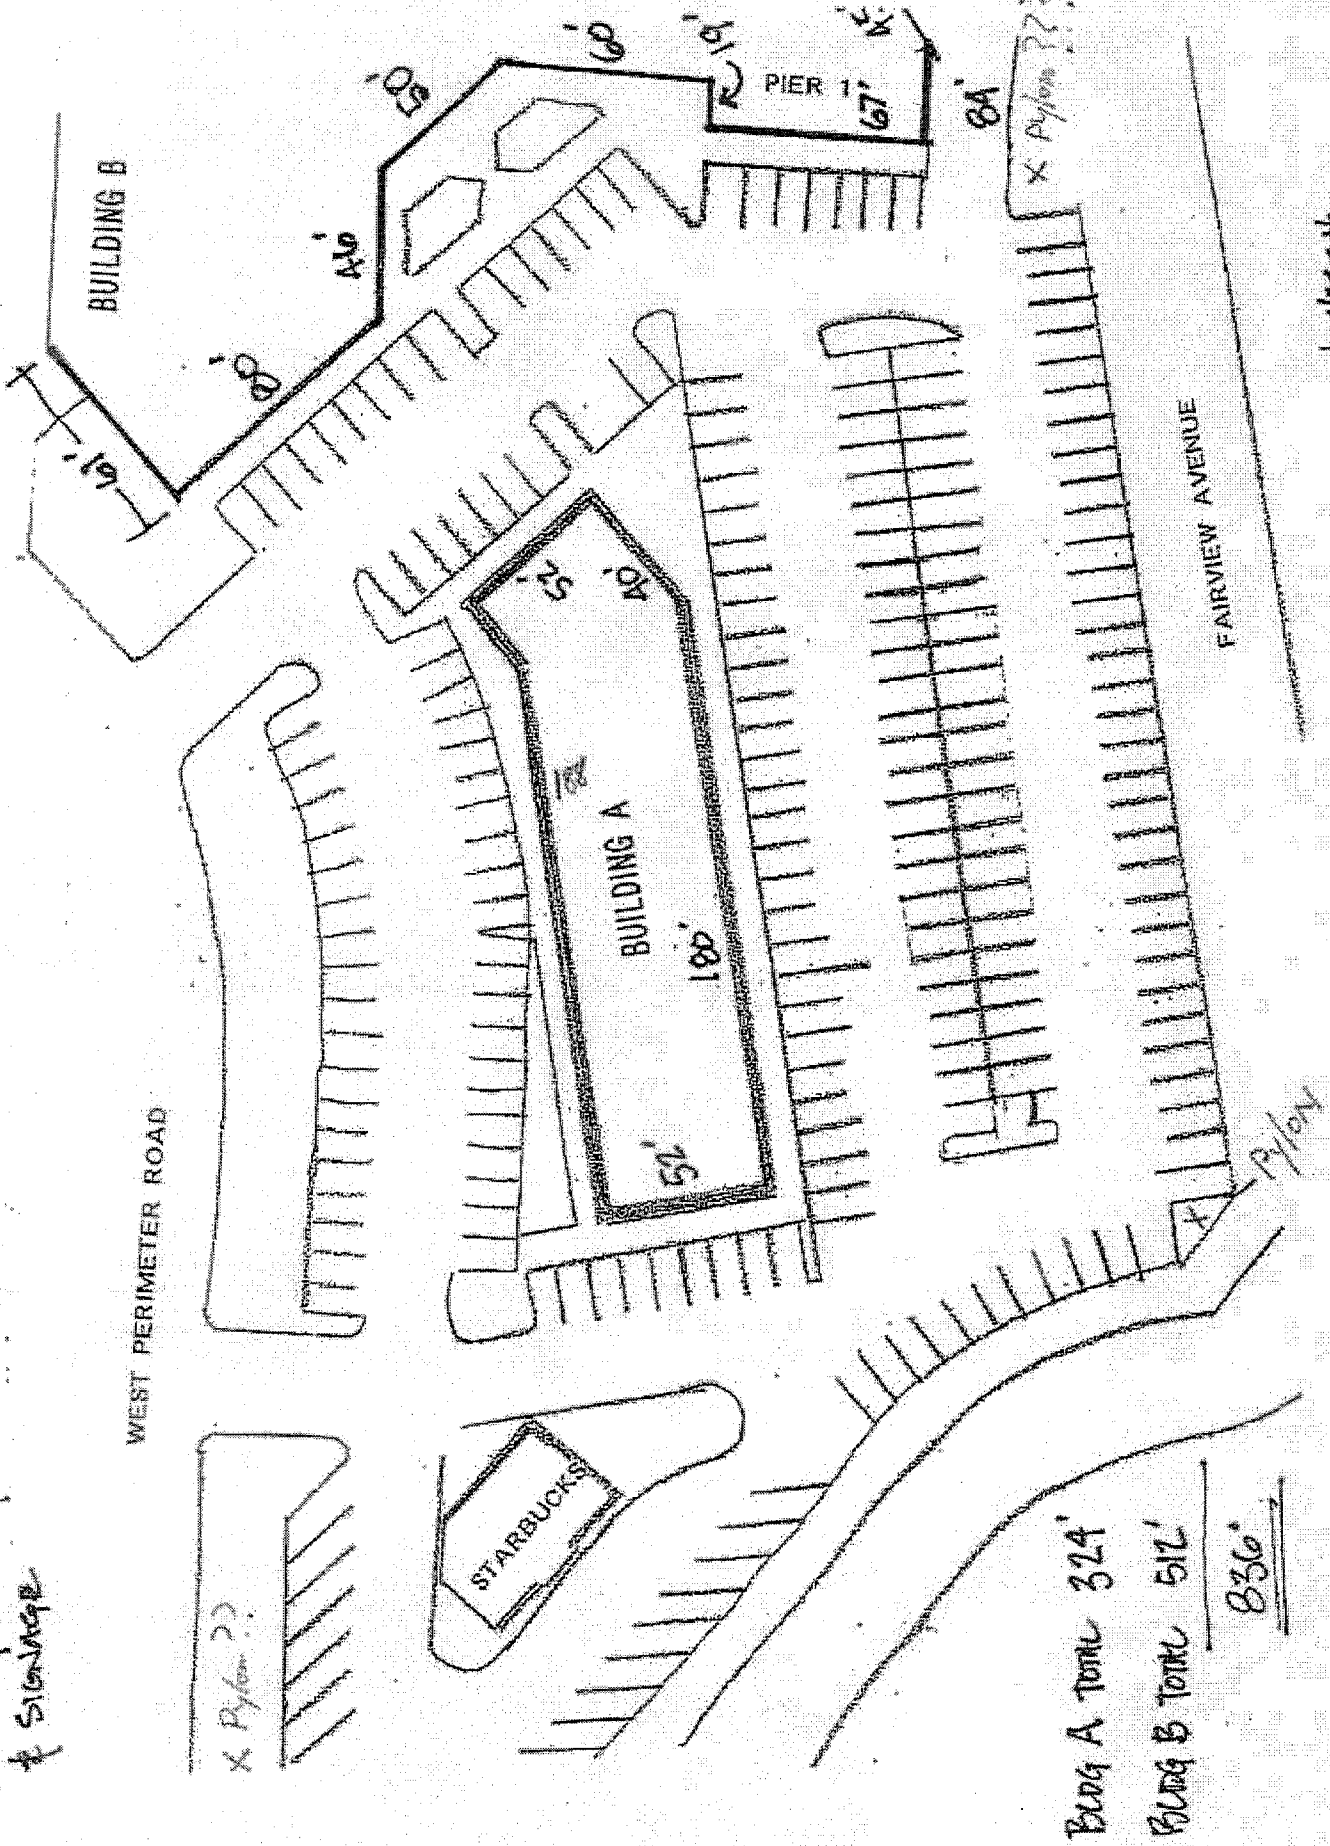 * SIGNAGE
WEST PERIMETER ROAD
X Pylon ??
BUILDING B
61'
80'
46'
50'
60'
19'
PIER 1
67'
84'
X Pylon ???
STARBUCKS
BUILDING A
52'
180'
40'
52'
FAIRVIEW AVENUE
X
Pylon
BLDG A TOTAL 324'
BLDG B TOTAL 512'
836'